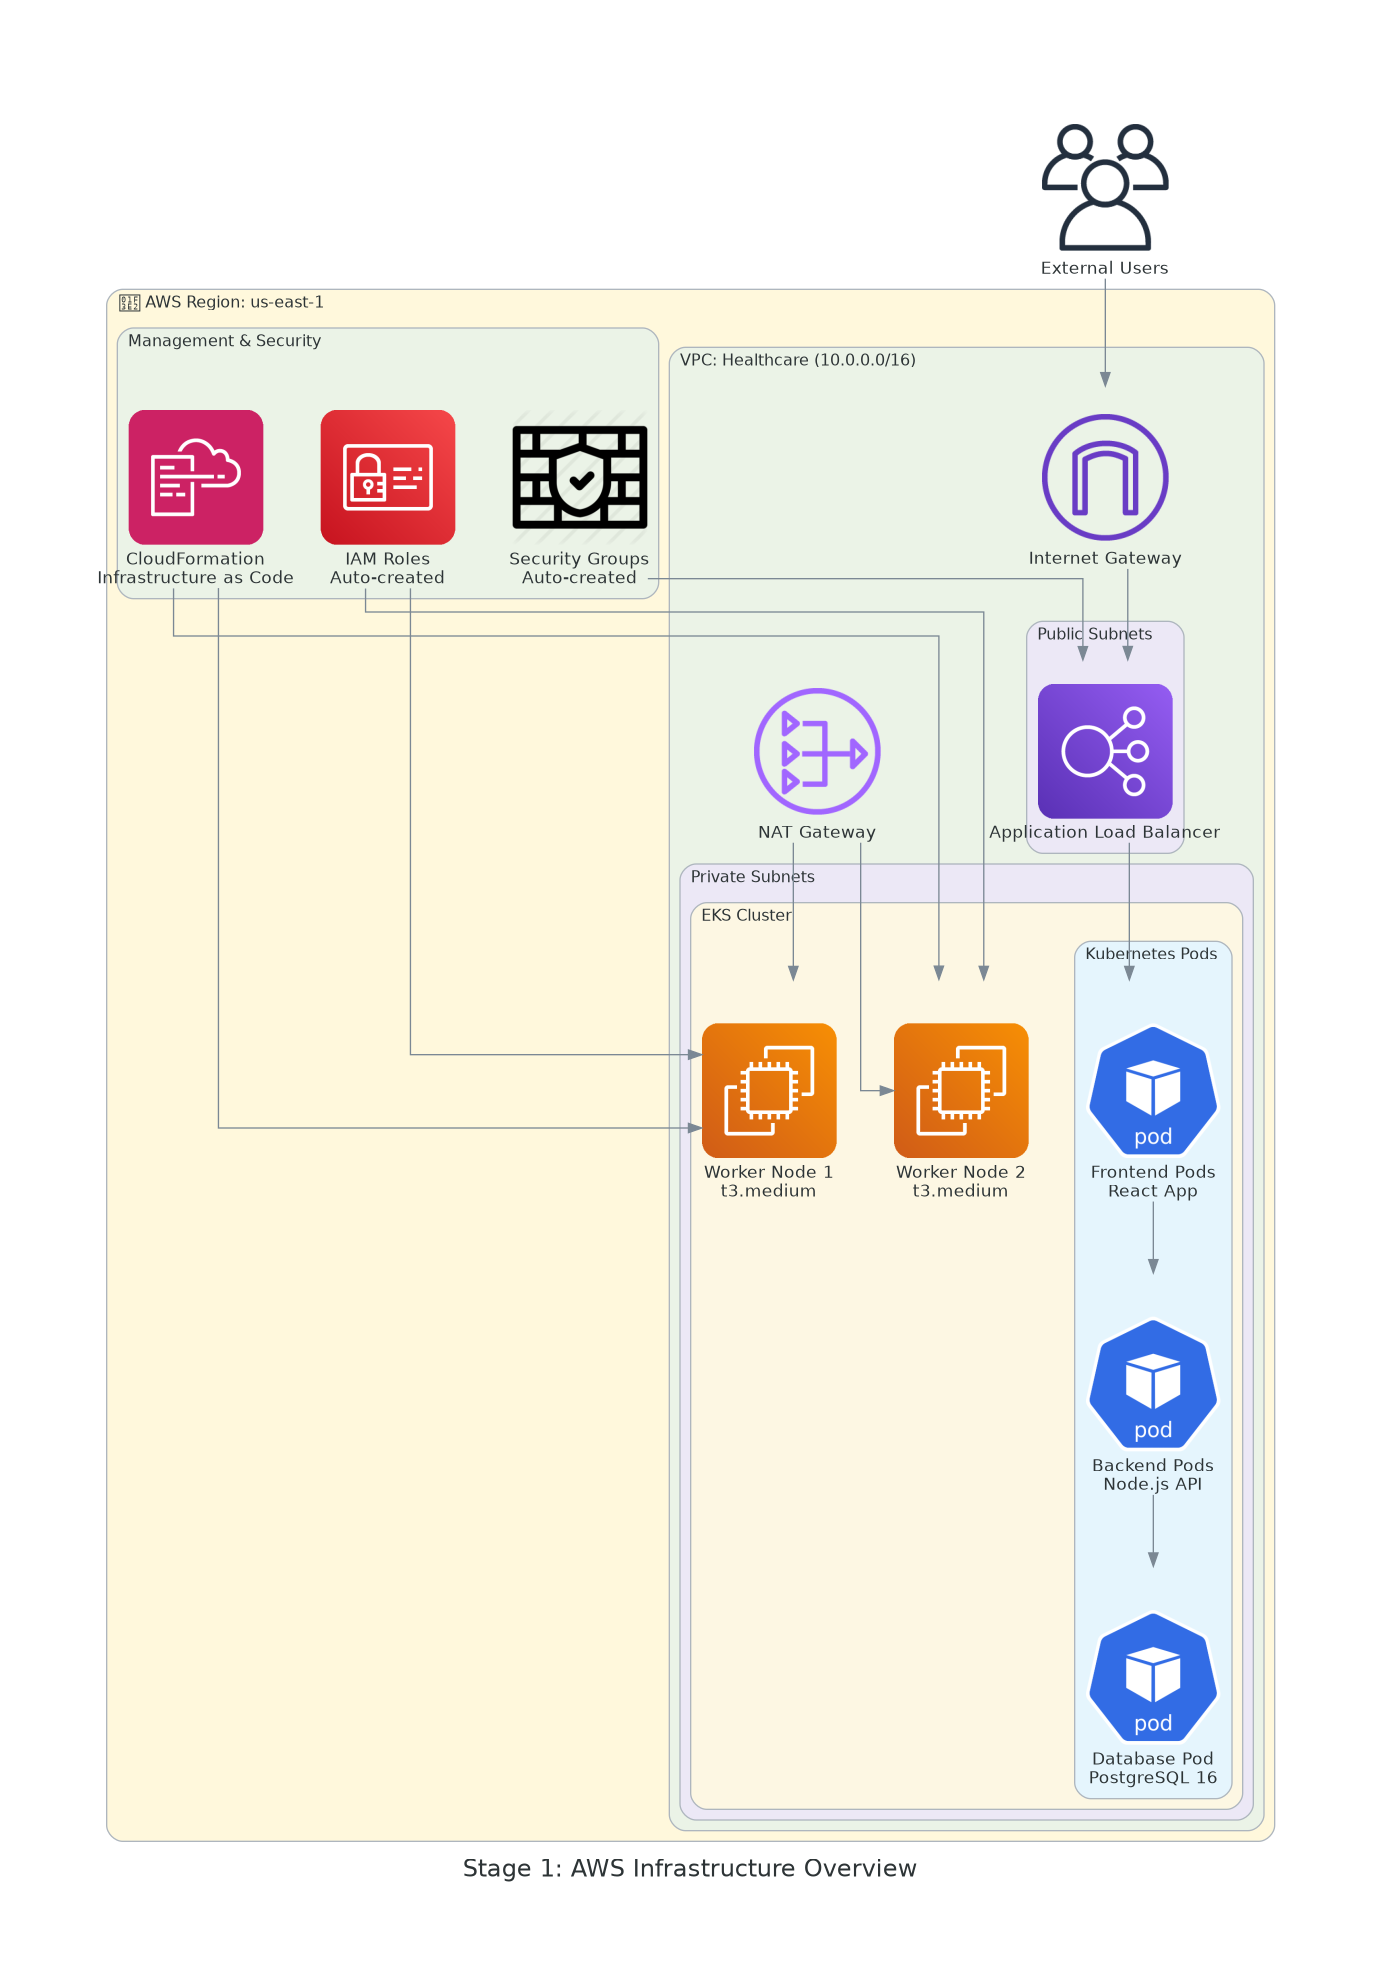 External Users
AWS Region: us-east-1
Management & Security
VPC: Healthcare (10.0.0.0/16)
CloudFormation
Infrastructure as Code
IAM Roles
Auto-created
Security Groups
Auto-created
Internet Gateway
Public Subnets
NAT Gateway
Application Load Balancer
Private Subnets
EKS Cluster
Kubernetes Pods
Worker Node 1
t3.medium
Worker Node 2
t3.medium
pod
Frontend Pods
React App
pod
Backend Pods
Node.js API
pod
Database Pod
PostgreSQL 16
Stage 1: AWS Infrastructure Overview